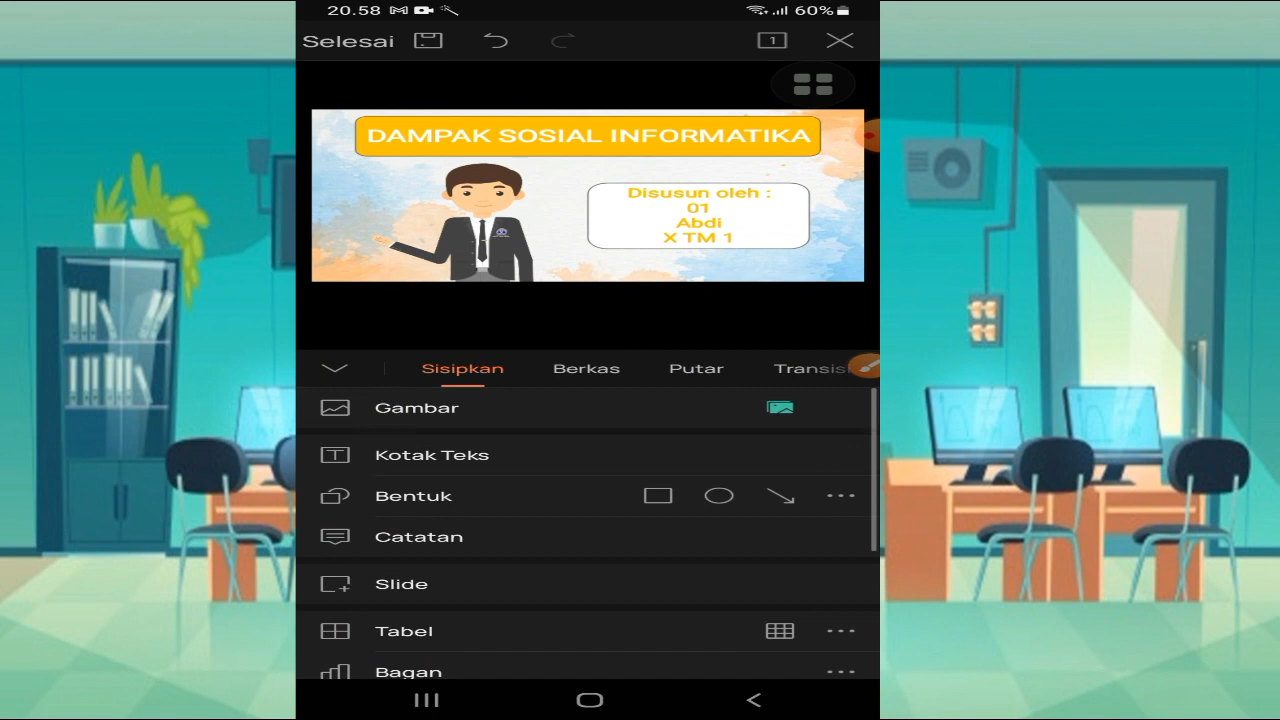 20.58 60%
Selesai 1
DAMPAK SOSIAL INFORMATIKA
Disusun oleh :
01
Abdi
X TM 1
Sisipkan Berkas Putar Transis
Gambar
Kotak Teks
Bentuk
Catatan
Slide
Tabel
Bagan